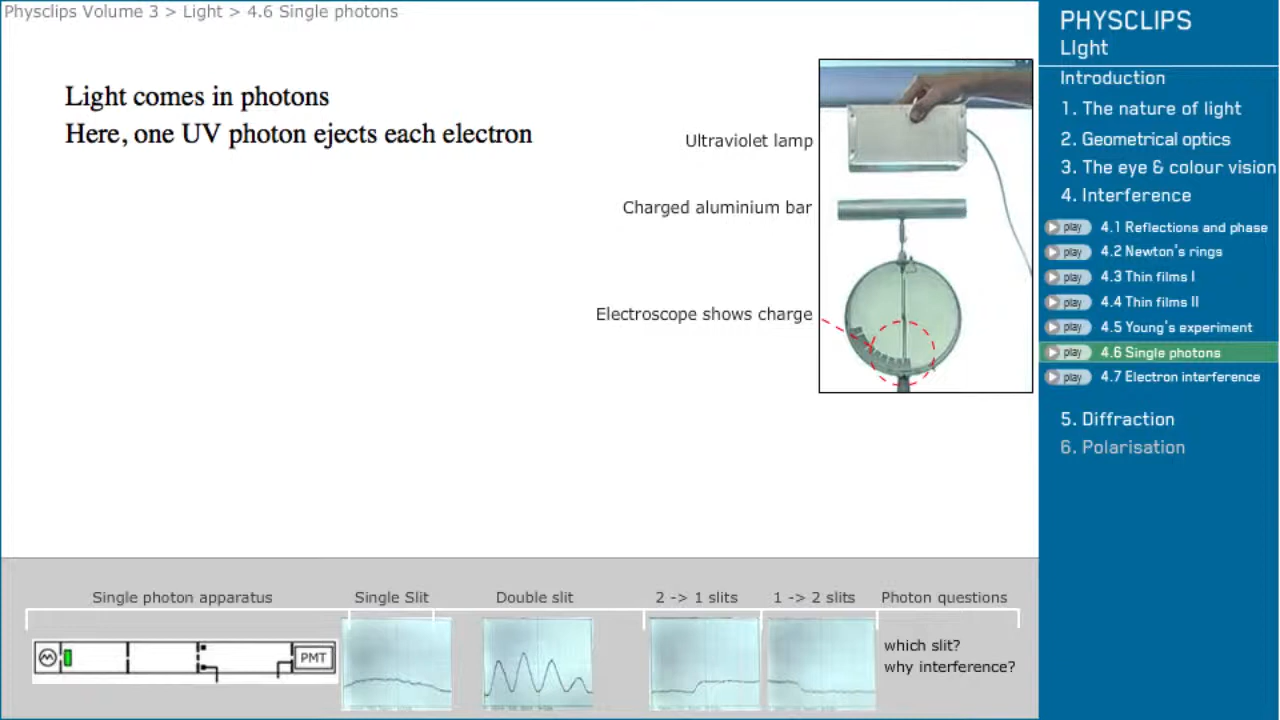 Physclips Volume 3 > Light > 4.6 Single photons
Light comes in photons
Here, one UV photon ejects each electron
Ultraviolet lamp
Charged aluminium bar
Electroscope shows charge
PHYSCLIPS
LIght
Introduction
1. The nature of light
2. Geometrical optics
3. The eye & colour vision
4. Interference
play 4.1 Reflections and phase
play 4.2 Newton's rings
play 4.3 Thin films I
play 4.4 Thin films II
play 4.5 Young's experiment
play 4.6 Single photons
play 4.7 Electron interference
5. Diffraction
6. Polarisation
Single photon apparatus
Single Slit
Double slit
2 -> 1 slits
1 -> 2 slits
Photon questions
PMT
which slit?
why interference?